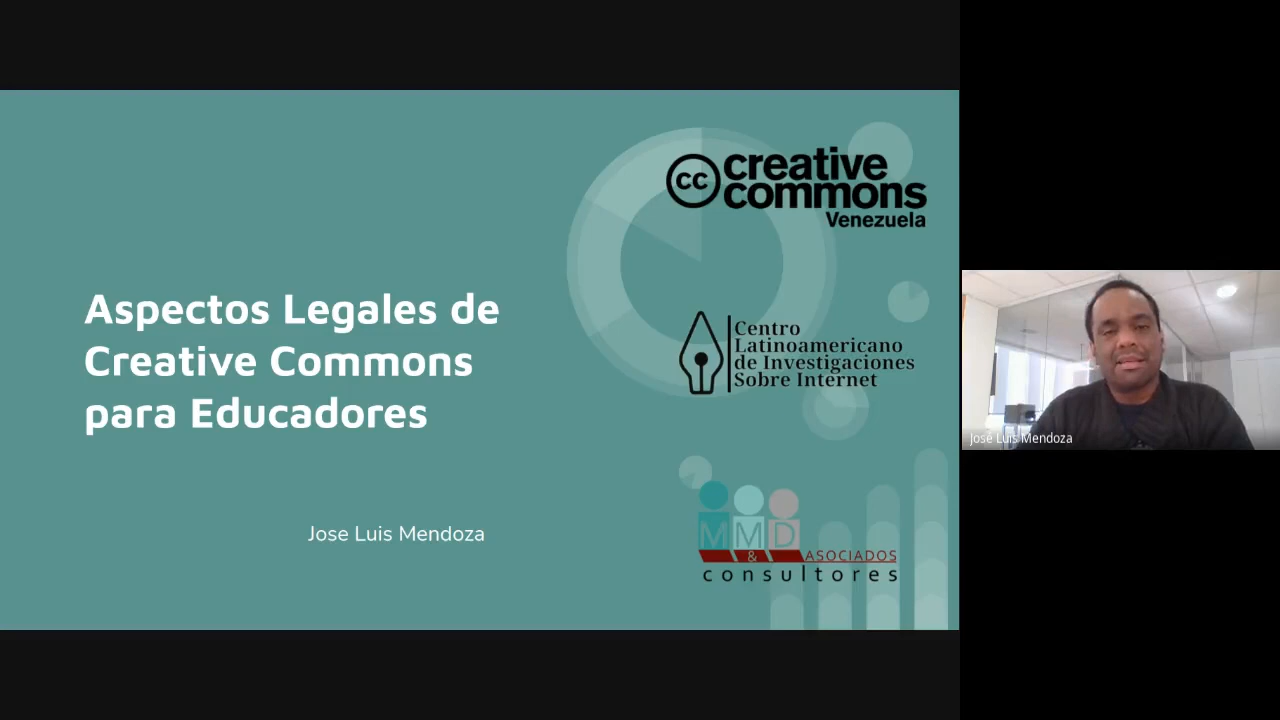 cc creative
commons
Venezuela
Aspectos Legales de
Creative Commons
para Educadores
Centro
Latinoamericano
de Investigaciones
Sobre Internet
Jose Luis Mendoza
MMD
& ASOCIADOS
consultores
José Luis Mendoza